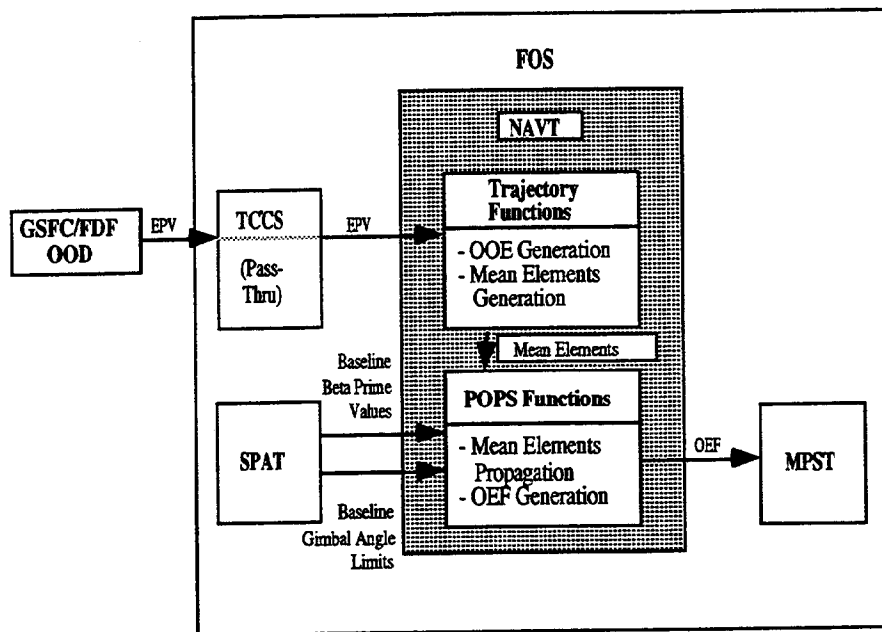 FOS
NAVT
GSFC/FDF
OOD
EPV
TCCS
(Pass-
Thru)
EPV
Trajectory
Functions
- OOE Generation
- Mean Elements
Generation
Mean Elements
Baseline
Beta Prime
Values
SPAT
Baseline
Gimbal Angle
Limits
POPS Functions
- Mean Elements
Propagation
- OEF Generation
OEF
MPST